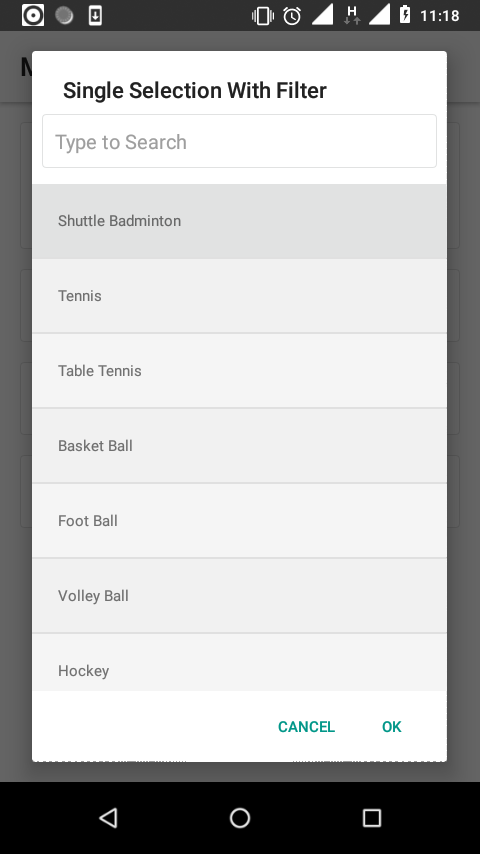 H 11:18
M
Single Selection With Filter
Type to Search
Shuttle Badminton
Tennis
Table Tennis
Basket Ball
Foot Ball
Volley Ball
Hockey
CANCEL OK